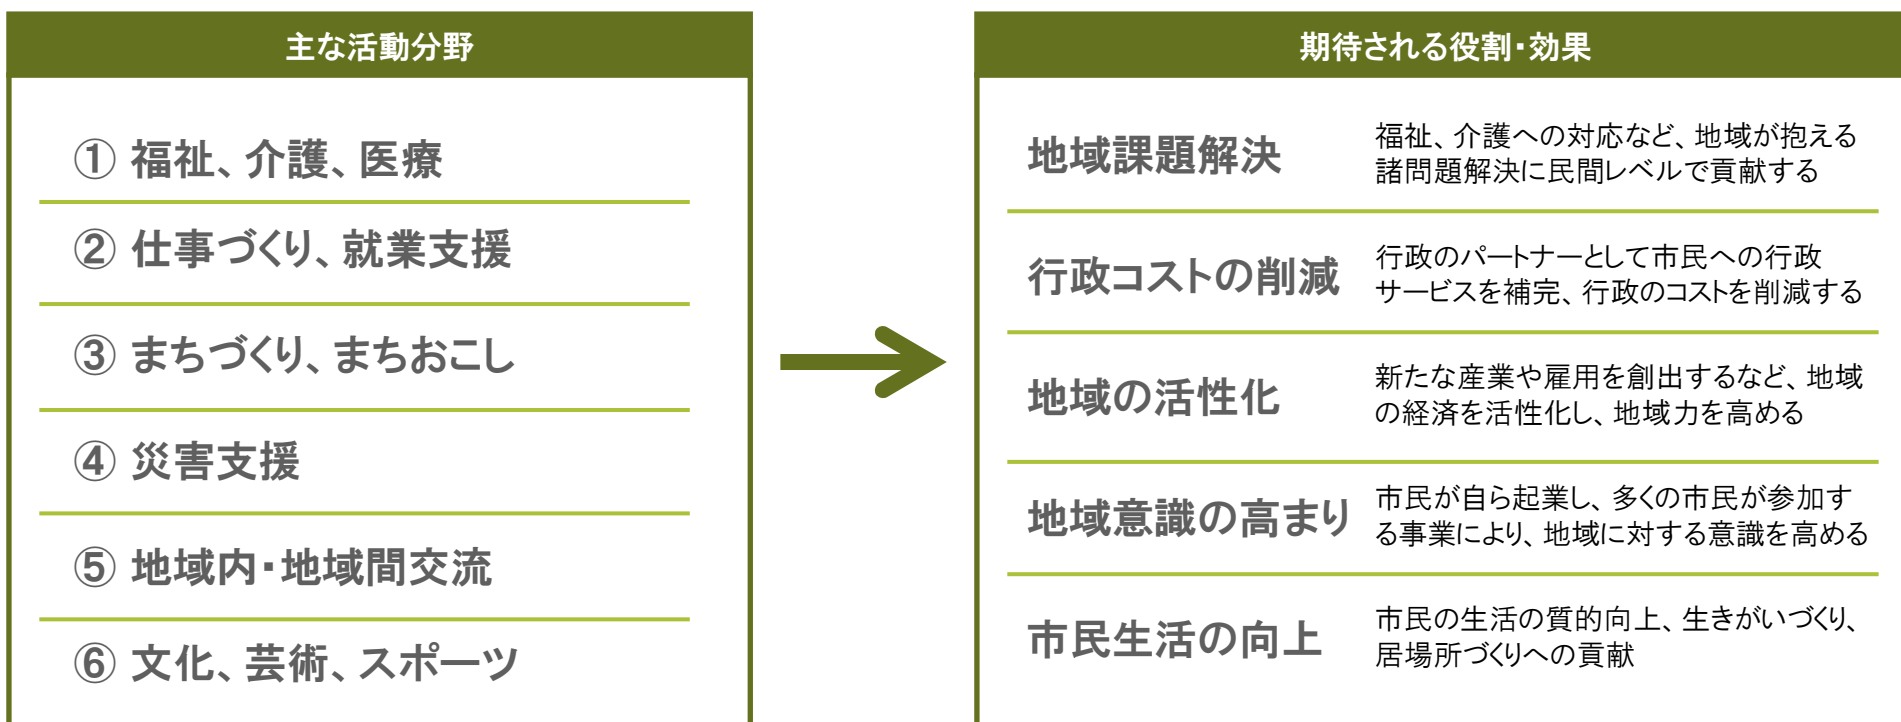 主な活動分野
① 福祉、介護、医療
② 仕事づくり、就業支援
③ まちづくり、まちおこし
④ 災害支援
⑤ 地域内・地域間交流
⑥ 文化、芸術、スポーツ
期待される役割・効果
地域課題解決
福祉、介護への対応など、地域が抱える
諸問題解決に民間レベルで貢献する
行政コストの削減
行政のパートナーとして市民への行政
サービスを補完、行政のコストを削減する
地域の活性化
新たな産業や雇用を創出するなど、地域
の経済を活性化し、地域力を高める
地域意識の高まり
市民が自ら起業し、多くの市民が参加す
る事業により、地域に対する意識を高める
市民生活の向上
市民の生活の質的向上、生きがいづくり、
居場所づくりへの貢献